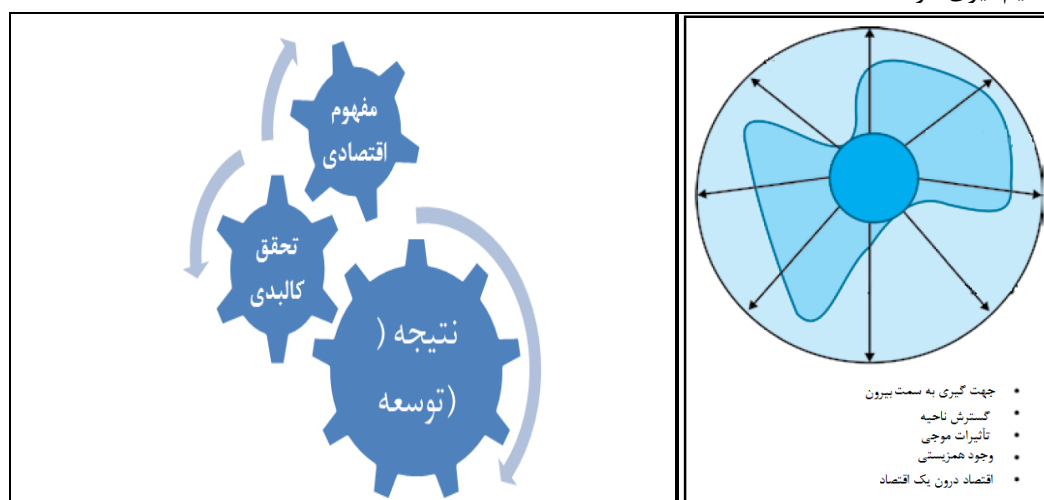 مفهوم
اقتصادی
تحقق
کالبدی
نتیجه (
توسعه)
جهت گیری به سمت بیرون
گسترش ناحیه
تأثیرات موجی
وجود همزیستی
اقتصاد درون یک اقتصاد